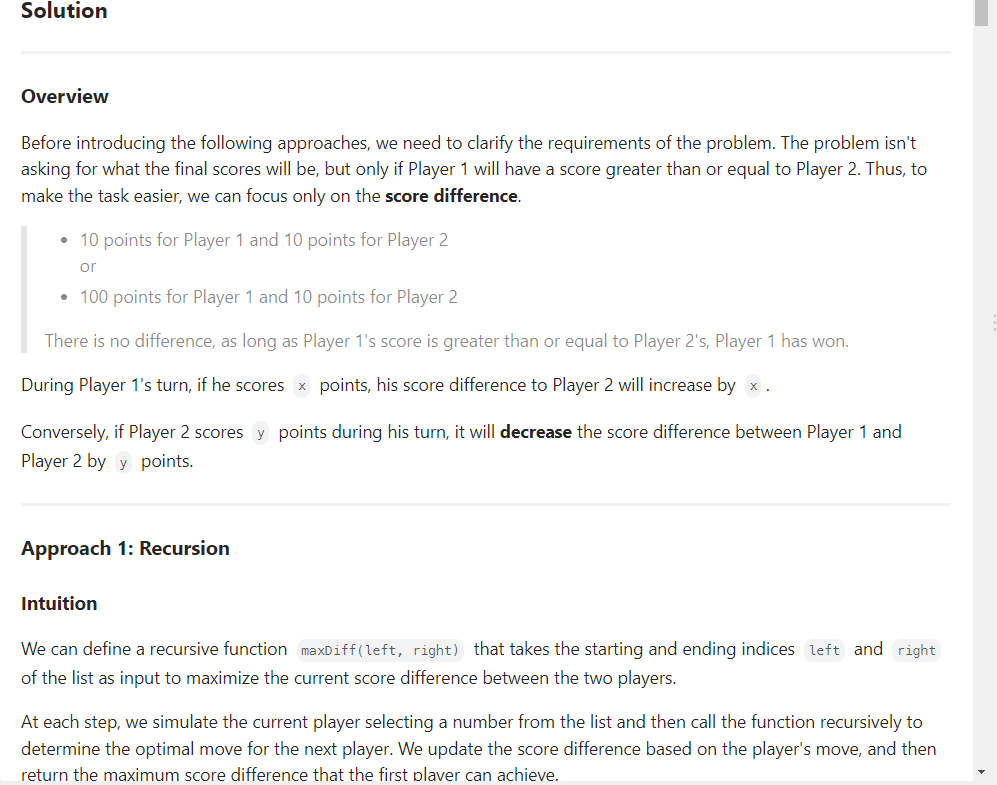 Solution
Overview
Before introducing the following approaches, we need to clarify the requirements of the problem. The problem isn't
asking for what the final scores will be, but only if Player 1 will have a score greater than or equal to Player 2. Thus, to
make the task easier, we can focus only on the score difference.
10 points for Player 1 and 10 points for Player 2
or
100 points for Player 1 and 10 points for Player 2
There is no difference, as long as Player 1's score is greater than or equal to Player 2's, Player 1 has won.
During Player 1's turn, if he scores x points, his score difference to Player 2 will increase by x .
Conversely, if Player 2 scores y points during his turn, it will decrease the score difference between Player 1 and
Player 2 by y points.
Approach 1: Recursion
Intuition
We can define a recursive function maxDiff(left, right) that takes the starting and ending indices left and right
of the list as input to maximize the current score difference between the two players.
At each step, we simulate the current player selecting a number from the list and then call the function recursively to
determine the optimal move for the next player. We update the score difference based on the player's move, and then
return the maximum score difference that the first player can achieve.